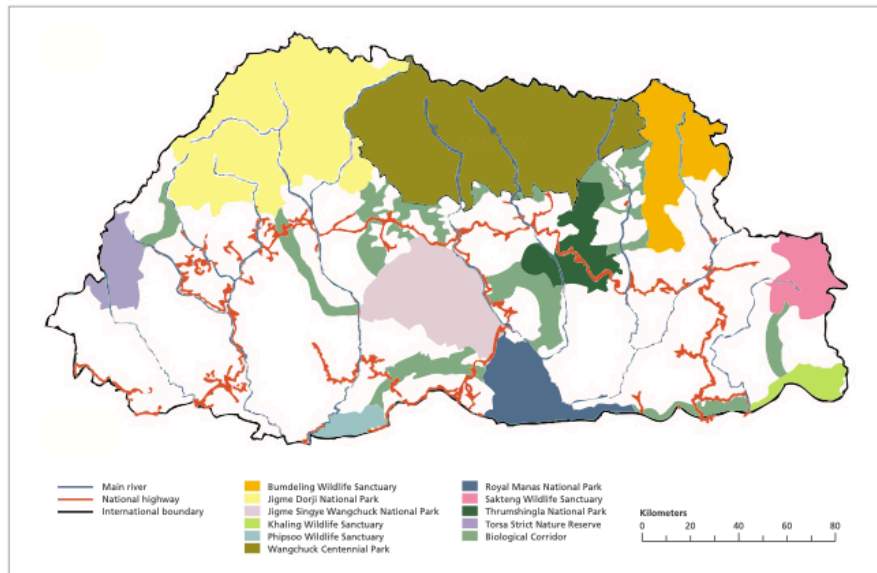 Main river
National highway
International boundary
Bumdeling Wildlife Sanctuary
Jigme Dorji National Park
Jigme Singye Wangchuck National Park
Khaling Wildlife Sanctuary
Phipsoo Wildlife Sanctuary
Wangchuck Centennial Park
Royal Manas National Park
Sakteng Wildlife Sanctuary
Thrumshingla National Park
Torsa Strict Nature Reserve
Biological Corridor
Kilometers
0 20 40 60 80